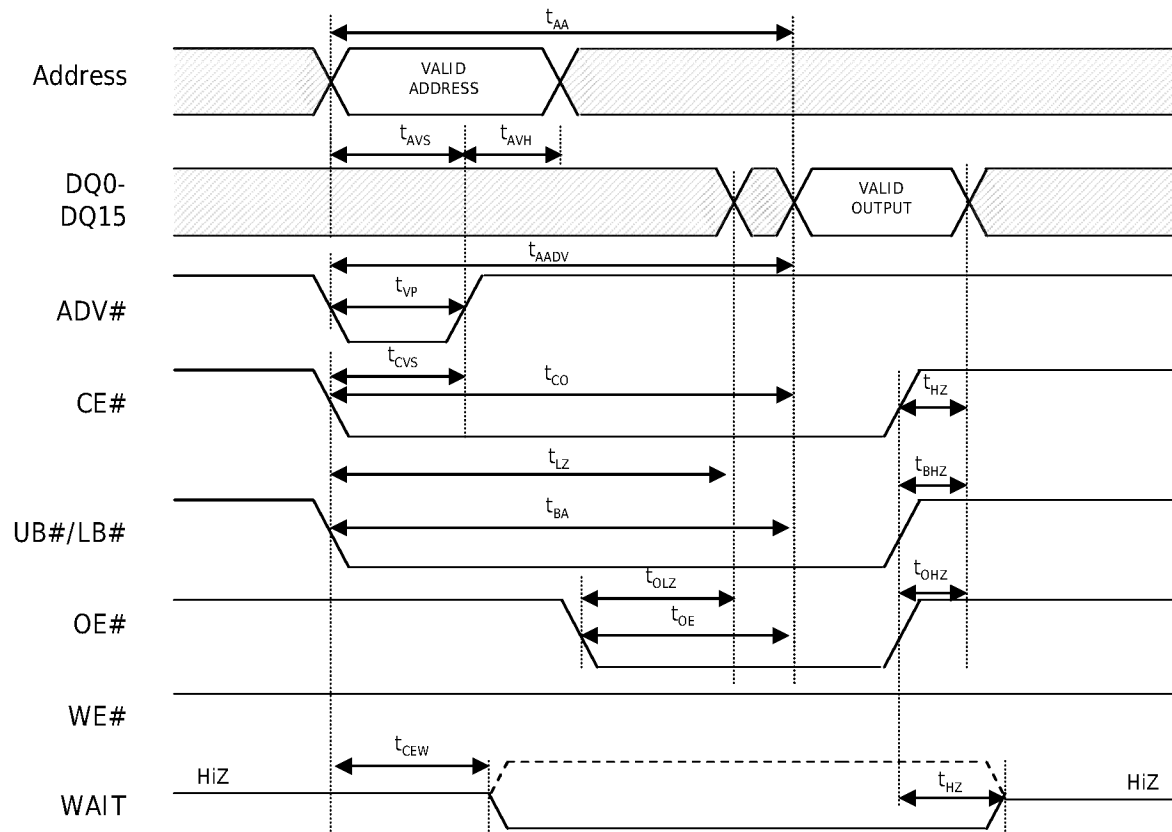 tAA
Address
VALID
ADDRESS
tAVS
tAVH
DQ0-
DQ15
VALID
OUTPUT
tAADV
ADV#
tVP
tCVS
CE#
tCO
tHZ
tLZ
tBHZ
UB#/LB#
tBA
tOLZ
tOHZ
OE#
tOE
WE#
tCEW
HiZ
WAIT
tHZ
HiZ